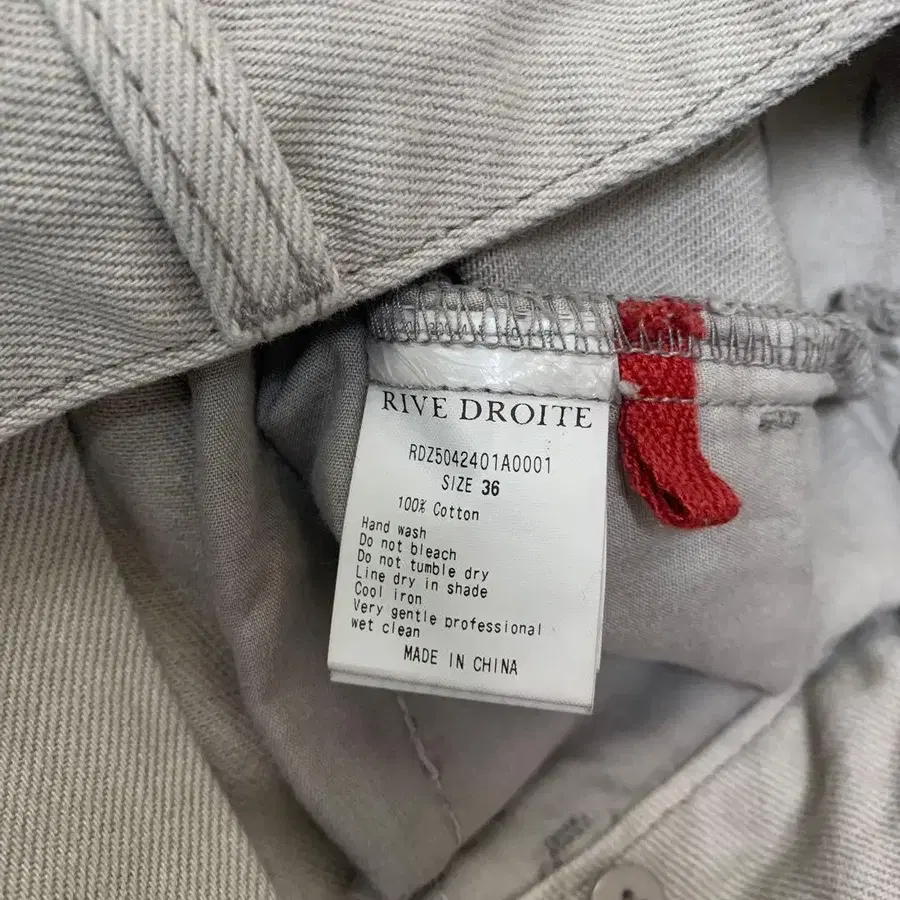 RIVE DROITE
RDZ5042401A0001
SIZE 36
100% Cotton
Hand wash
Do not bleach
Do not tumble dry
Line dry in shade
Cool iron
Very gentle professional
wet clean
MADE IN CHINA